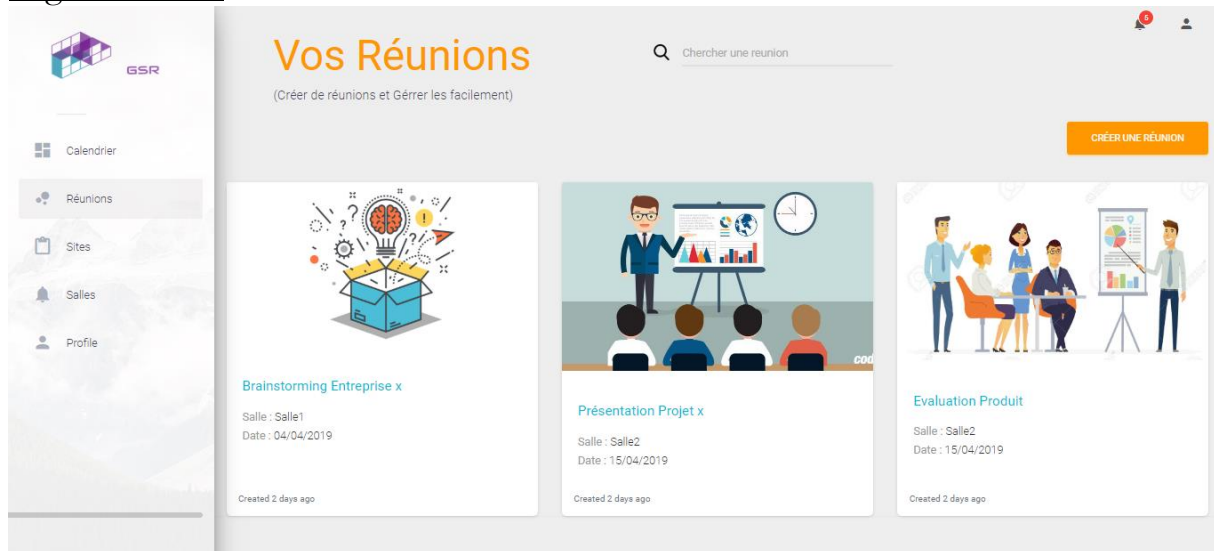 GSR
Calendrier
Réunions
Sites
Salles
Profile
Vos Réunions
(Créer de réunions et Gérrer les facilement)
Chercher une reunion
CRÉER UNE RÉUNION
Brainstorming Entreprise x
Salle : Salle1
Date : 04/04/2019
Created 2 days ago
Présentation Projet x
Salle : Salle2
Date : 15/04/2019
Created 2 days ago
Evaluation Produit
Salle : Salle2
Date : 15/04/2019
Created 2 days ago